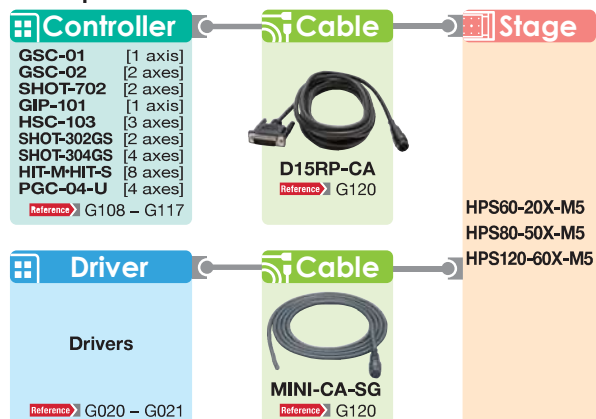 Controller
GSC-01 [1 axis]
GSC-02 [2 axes]
SHOT-702 [2 axes]
GIP-101 [1 axis]
HSC-103 [3 axes]
SHOT-302GS [2 axes]
SHOT-304GS [4 axes]
HIT-M•HIT-S [8 axes]
PGC-04-U [4 axes]
Reference G108 – G117
Cable
D15RP-CA
Reference G120
Stage
HPS60-20X-M5
HPS80-50X-M5
HPS120-60X-M5
Driver
Drivers
Reference G020 – G021
Cable
MINI-CA-SG
Reference G120